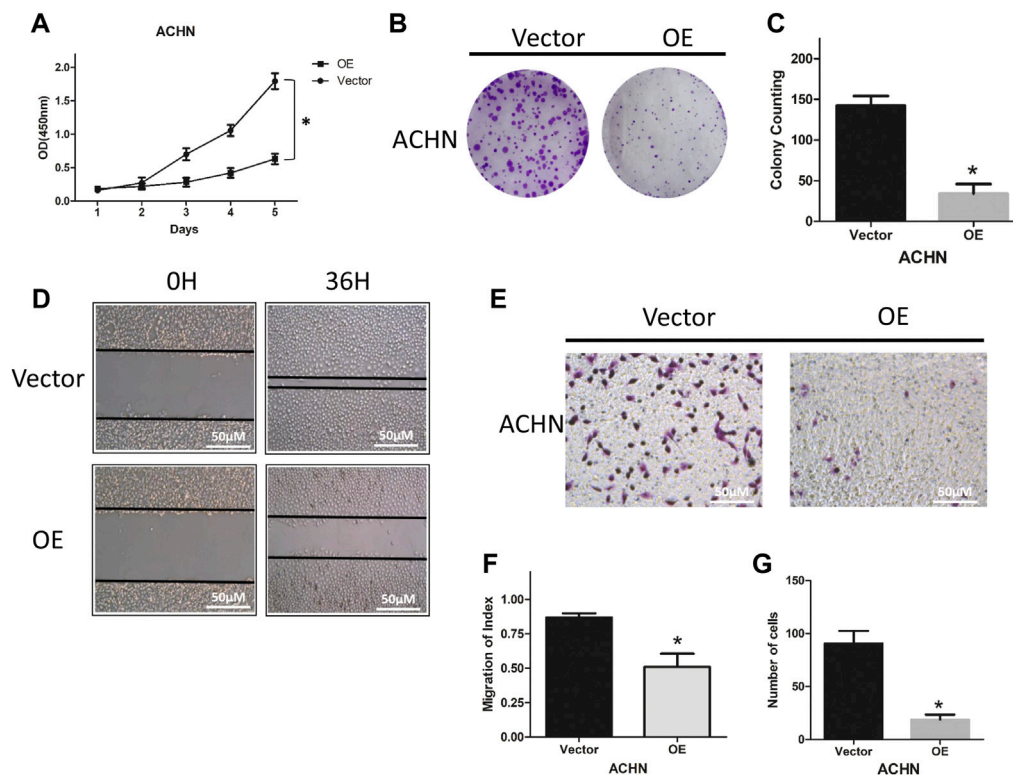 A
ACHN
OE
Vector
*
OD(450nm)
2.0
1.5
1.0
0.5
0.0
1 2 3 4 5
Days
B
Vector OE
ACHN
C
Colony Counting
200
150
100
50
0
*
Vector OE
ACHN
D
0H 36H
Vector
50μM 50μM
OE
50μM 50μM
E
Vector OE
ACHN
50μM 50μM
F
Migration of Index
1.00
0.75
0.50
0.25
0.00
*
Vector OE
ACHN
G
Number of cells
150
100
50
0
*
Vector OE
ACHN